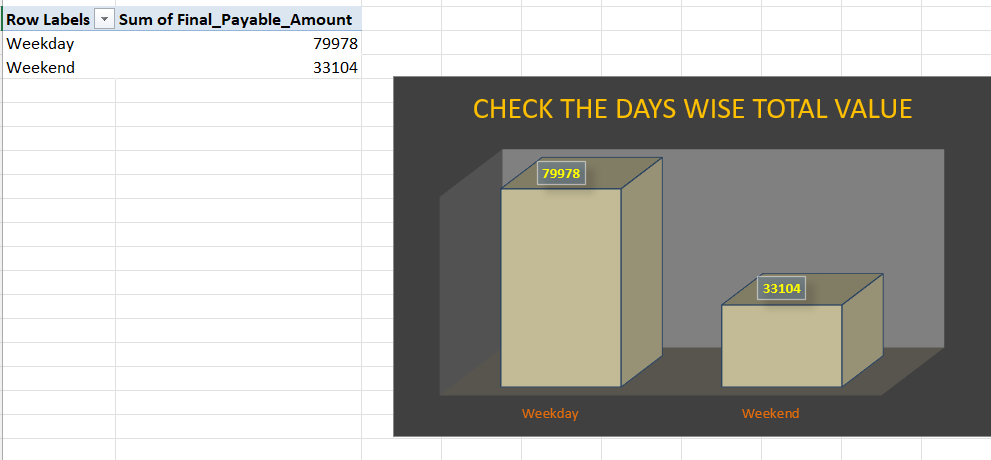 Row Labels Sum of Final_Payable_Amount
Weekday 79978
Weekend 33104
CHECK THE DAYS WISE TOTAL VALUE
79978
33104
Weekday Weekend